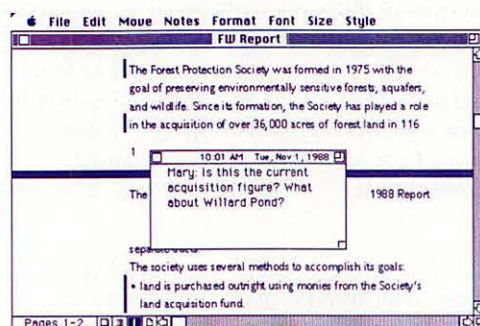 File Edit Move Notes Format Font Size Style
FW Report
The Forest Protection Society was formed in 1975 with the
goal of preserving environmentally sensitive forests, aquafers,
and wildlife. Since its formation, the Society has played a role
in the acquisition of over 36,000 acres of forest land in 116
1
10:01 AM Tue, Nov 1, 1988
Mary: Is this the current
acquisition figure? What
about Willard Pond?
The
1988 Report
The society uses several methods to accomplish its goals:
• land is purchased outright using monies from the Society's
land acquisition fund.
Pages 1-2